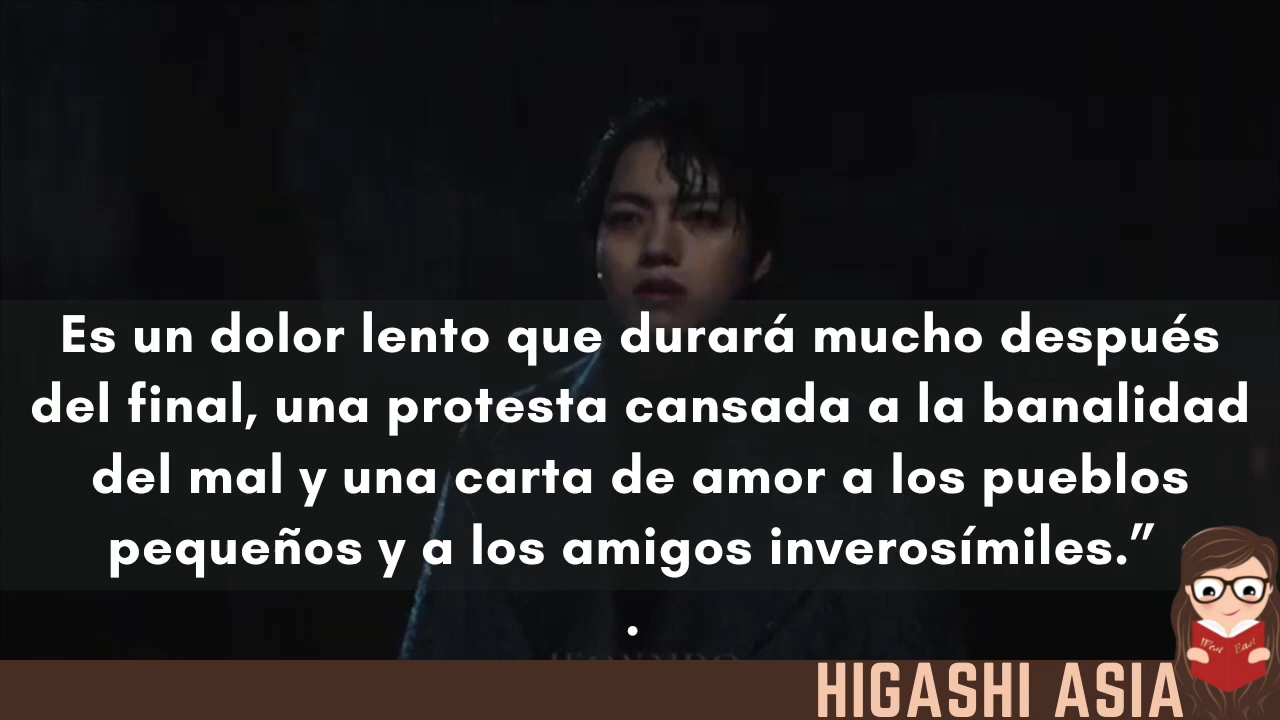 Es un dolor lento que durará mucho después
del final, una protesta cansada a la banalidad
del mal y una carta de amor a los pueblos
pequeños y a los amigos inverosímiles.”
.
HIGASHI ASIA